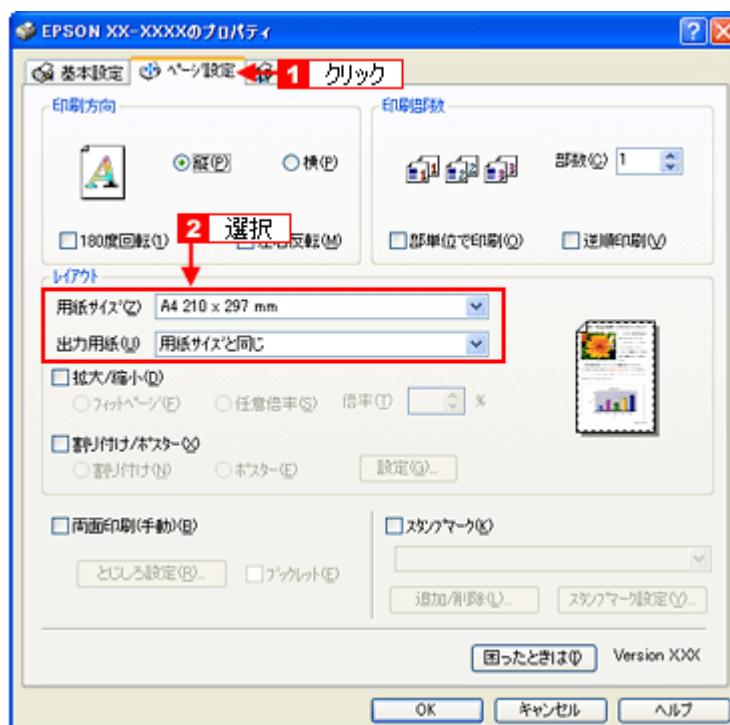 EPSON XX-XXXXのプロパティ
基本設定 ページ設定 1 クリック
印刷方向 印刷部数
縦(P) 横(P) 部数(C) 1
180度回転(1) 2 選択 反転(M) 部単位で印刷(O) 逆順印刷(V)
レイアウト
用紙サイズ(Z) A4 210 x 297 mm
出力用紙(U) 用紙サイズと同じ
拡大/縮小(D)
フィットページ(F) 任意倍率(S) 倍率(T) %
割り付け/ポスター(X)
割り付け(N) ポスター(E) 設定(G)...
両面印刷(手動)(B) スタンプマーク(K)
とじしろ設定(R)... ブックレット(E)
追加/削除(L)... スタンプマーク設定(Y)...
困ったときは(I) Version XXX
OK キャンセル ヘルプ